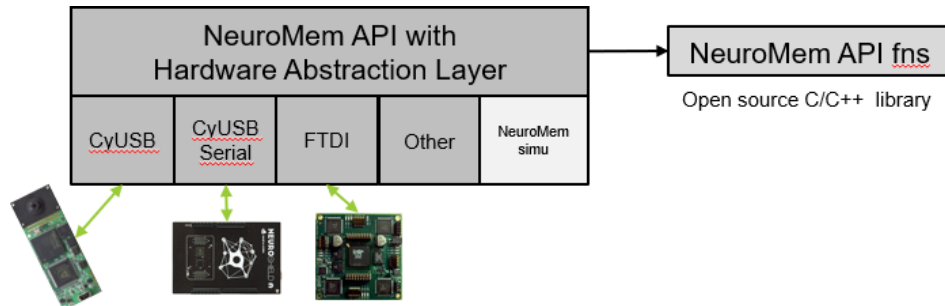 NeuroMem API with
Hardware Abstraction Layer
NeuroMem API fns
Open source C/C++ library
CyUSB
CyUSB
Serial
FTDI
Other
NeuroMem
simu
NEUROSHIELD